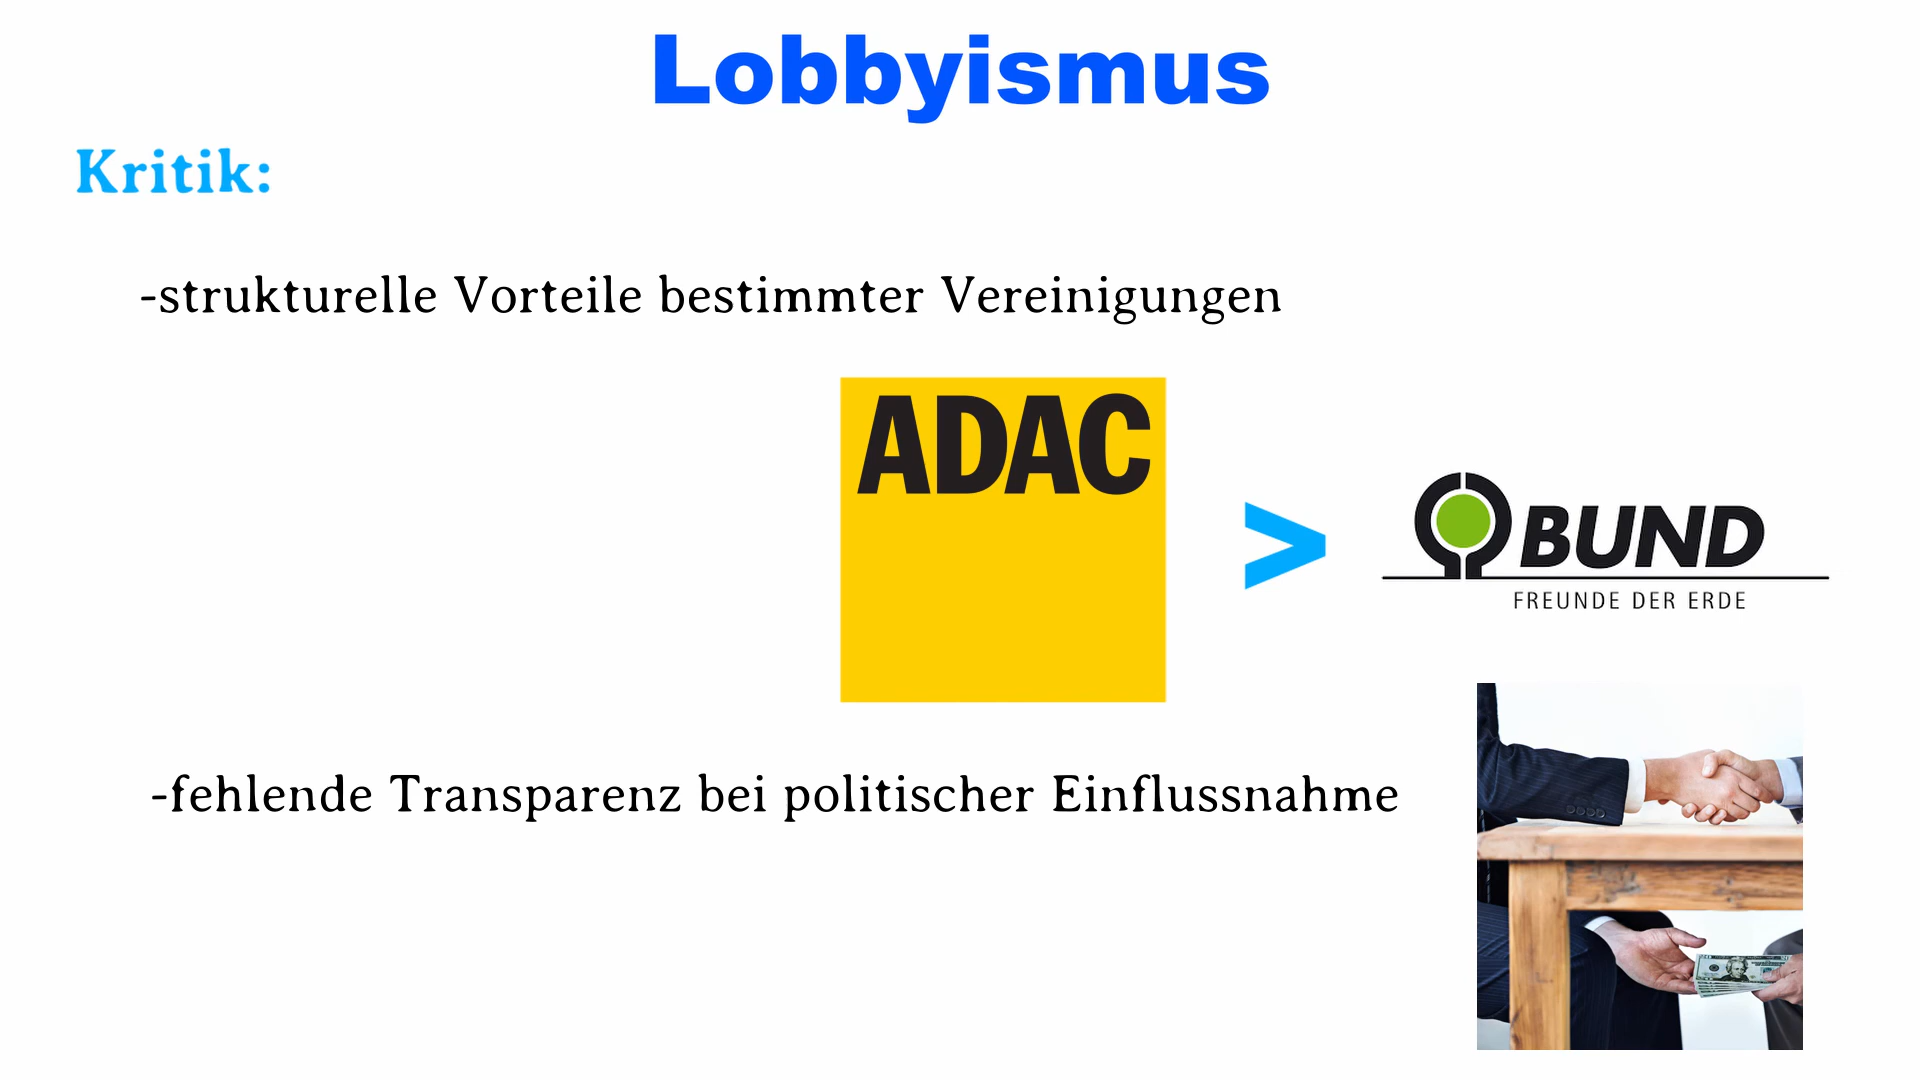 Lobbyismus
Kritik:
-strukturelle Vorteile bestimmter Vereinigungen
ADAC
>
BUND
FREUNDE DER ERDE
-fehlende Transparenz bei politischer Einflussnahme